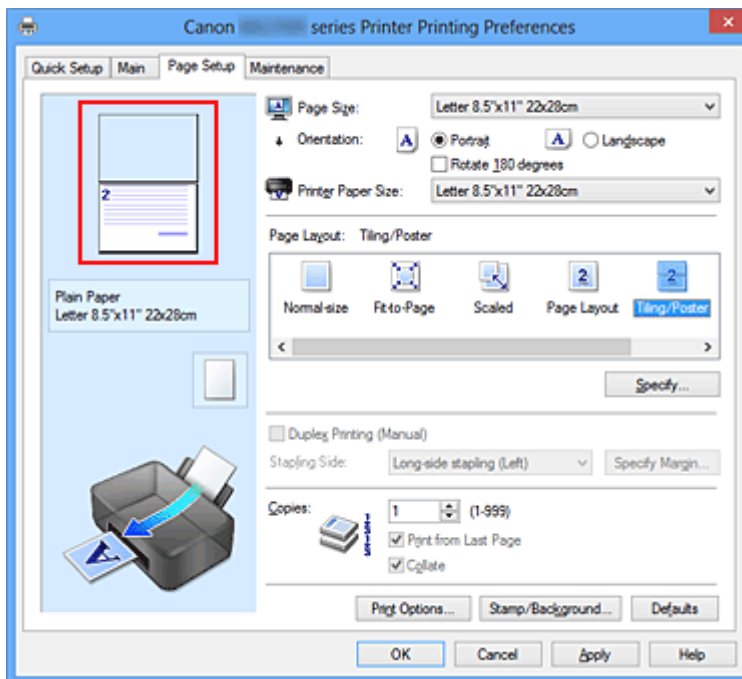 Canon series Printer Printing Preferences
Quick Setup Main Page Setup Maintenance
Page Size: Letter 8.5"x11" 22x28cm
Orientation: A Portrait A Landscape
Rotate 180 degrees
Printer Paper Size: Letter 8.5"x11" 22x28cm
2
Page Layout: Tiling/Poster
2 2
Normal-size Fit-to-Page Scaled Page Layout Tiling/Poster
Plain Paper
Letter 8.5"x11" 22x28cm
Specify...
Duplex Printing (Manual)
Stapling Side: Long-side stapling (Left) Specify Margin...
Copies: 1 (1-999)
Print from Last Page
Collate
A
Print Options... Stamp/Background... Defaults
OK Cancel Apply Help